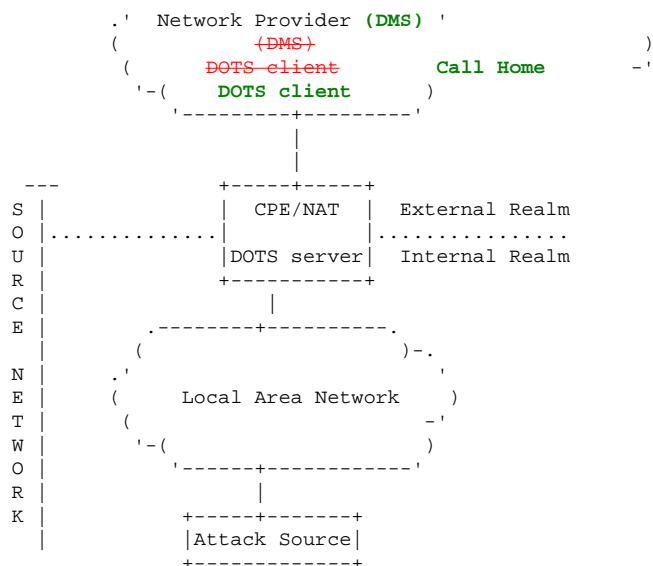 Network Provider (DMS)
(DMS)
DOTS client Call Home
DOTS client
CPE/NAT External Realm
DOTS server Internal Realm
SOURCE NETWORK
Local Area Network
Attack Source